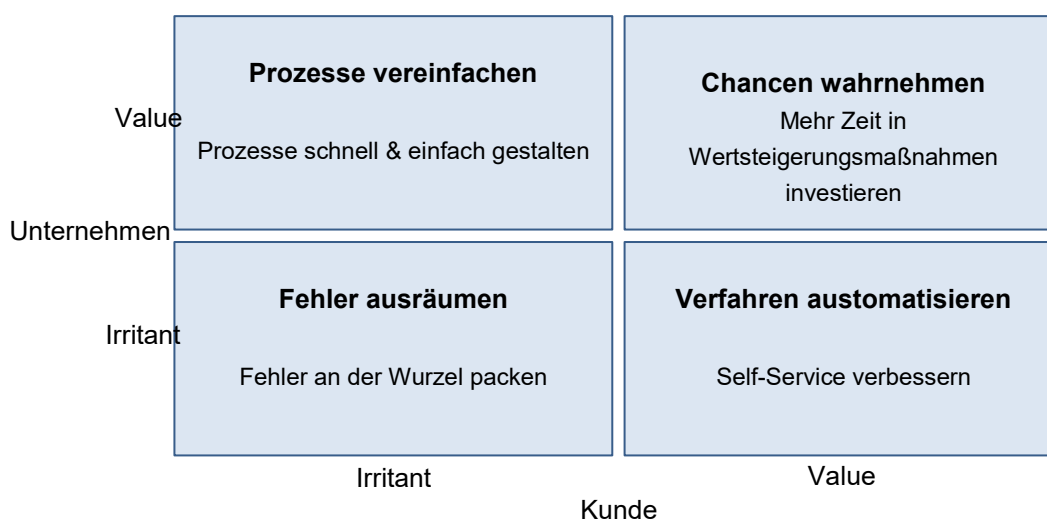 Prozesse vereinfachen
Chancen wahrnehmen
Value
Mehr Zeit in
Prozesse schnell & einfach gestalten
Wertsteigerungsmaßnahmen
investieren
Unternehmen
Fehler ausräumen
Verfahren austomatisieren
Irritant
Fehler an der Wurzel packen
Self-Service verbessern
Irritant
Value
Kunde